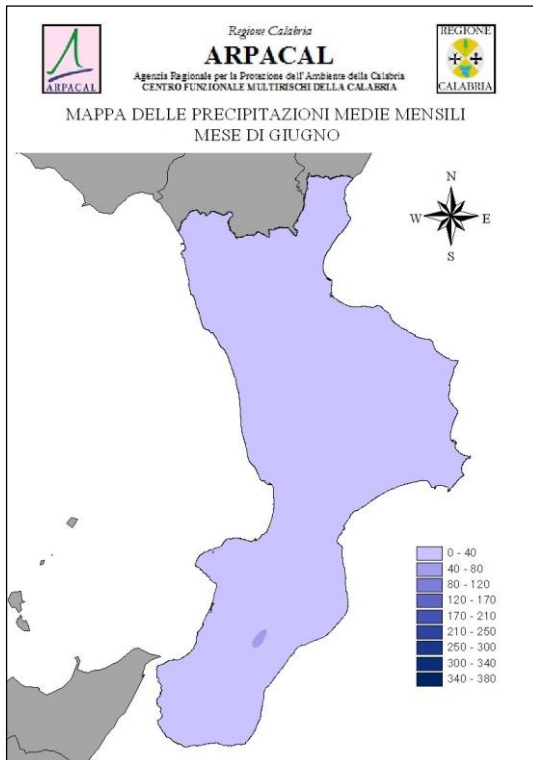 Regione Calabria
ARPACAL
Agenzia Regionale per la Protezione dell'Ambiente della Calabria
CENTRO FUNZIONALE MULTIRISCHI DELLA CALABRIA
ARPACAL
REGIONE
CALABRIA
MAPPA DELLE PRECIPITAZIONI MEDIE MENSILI
MESE DI GIUGNO
N
W E
S
0 - 40
40 - 80
80 - 120
120 - 170
170 - 210
210 - 250
250 - 300
300 - 340
340 - 380